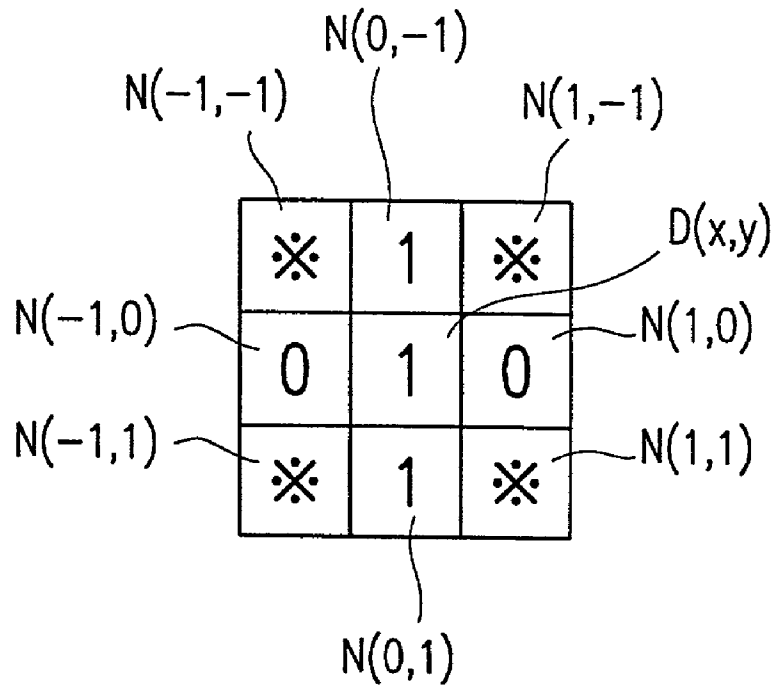 N(0,-1)
N(-1,-1)
N(1,-1)
※ 1 ※
D(x,y)
N(-1,0)
0 1 0
N(1,0)
N(-1,1)
※ 1 ※
N(1,1)
N(0,1)